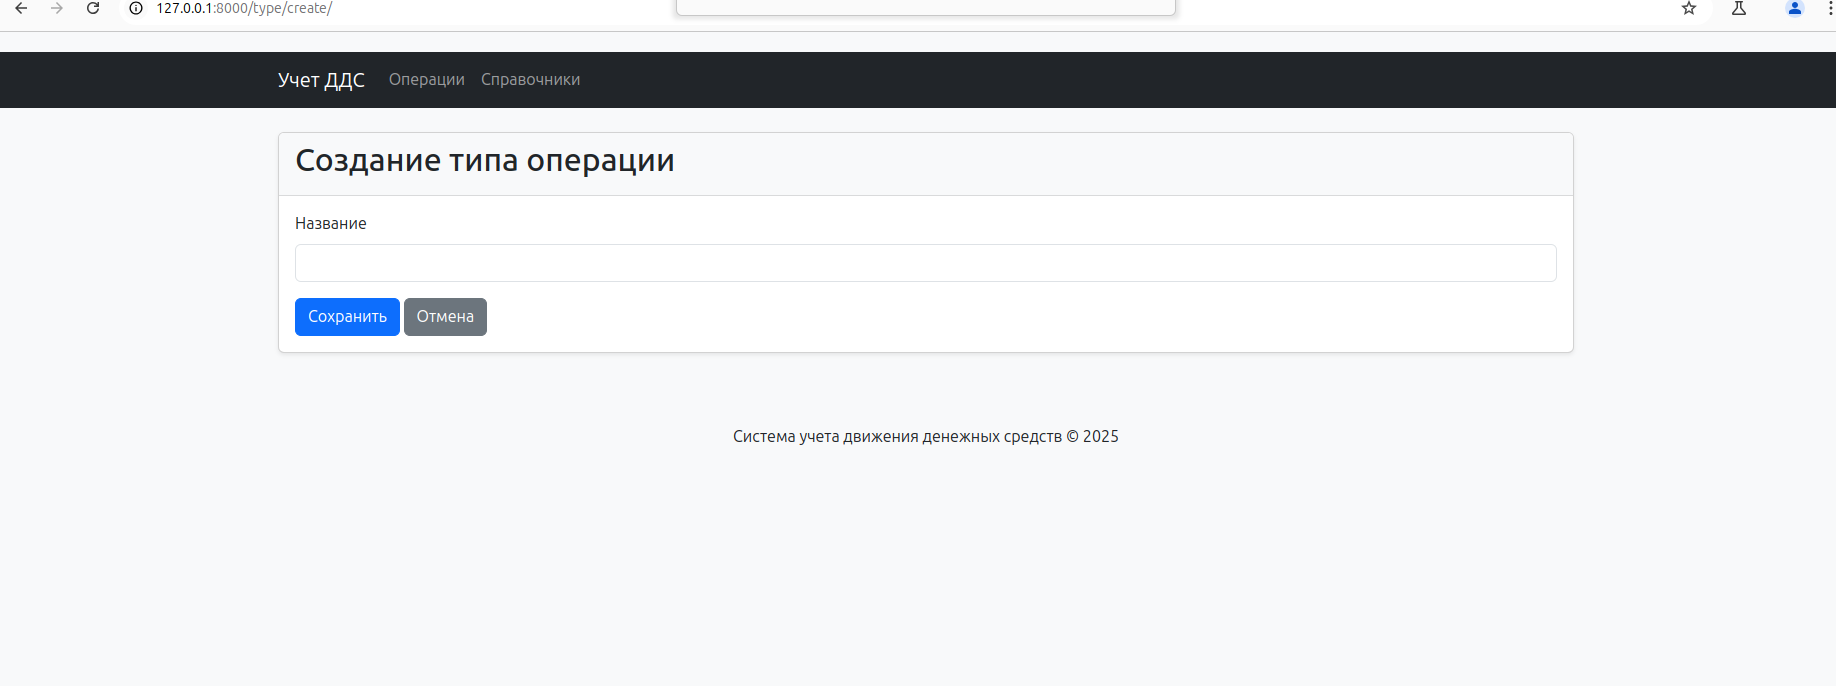 127.0.0.1:8000/type/create/
Учет ДДС Операции Справочники
Создание типа операции
Название
Сохранить Отмена
Система учета движения денежных средств © 2025